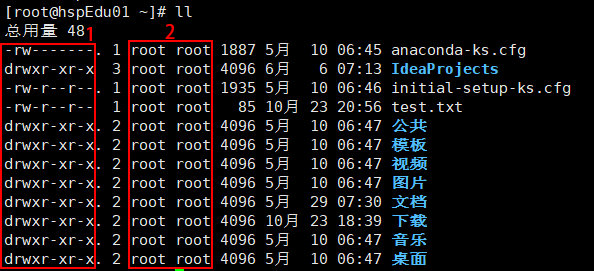 [root@hspEdu01 ~]# ll
总用量 48 1 2
-rw-------. 1 root root 1887 5月 10 06:45 anaconda-ks.cfg
drwxr-xr-x 3 root root 4096 6月 6 07:13 IdeaProjects
-rw-r--r--. 1 root root 1935 5月 10 06:46 initial-setup-ks.cfg
-rw-r--r-- 1 root root 85 10月 23 20:56 test.txt
drwxr-xr-x. 2 root root 4096 5月 10 06:47 公共
drwxr-xr-x. 2 root root 4096 5月 10 06:47 模板
drwxr-xr-x. 2 root root 4096 5月 10 06:47 视频
drwxr-xr-x. 2 root root 4096 5月 10 06:47 图片
drwxr-xr-x. 2 root root 4096 5月 29 07:30 文档
drwxr-xr-x. 2 root root 4096 10月 23 18:39 下载
drwxr-xr-x. 2 root root 4096 5月 10 06:47 音乐
drwxr-xr-x. 2 root root 4096 5月 10 06:47 桌面